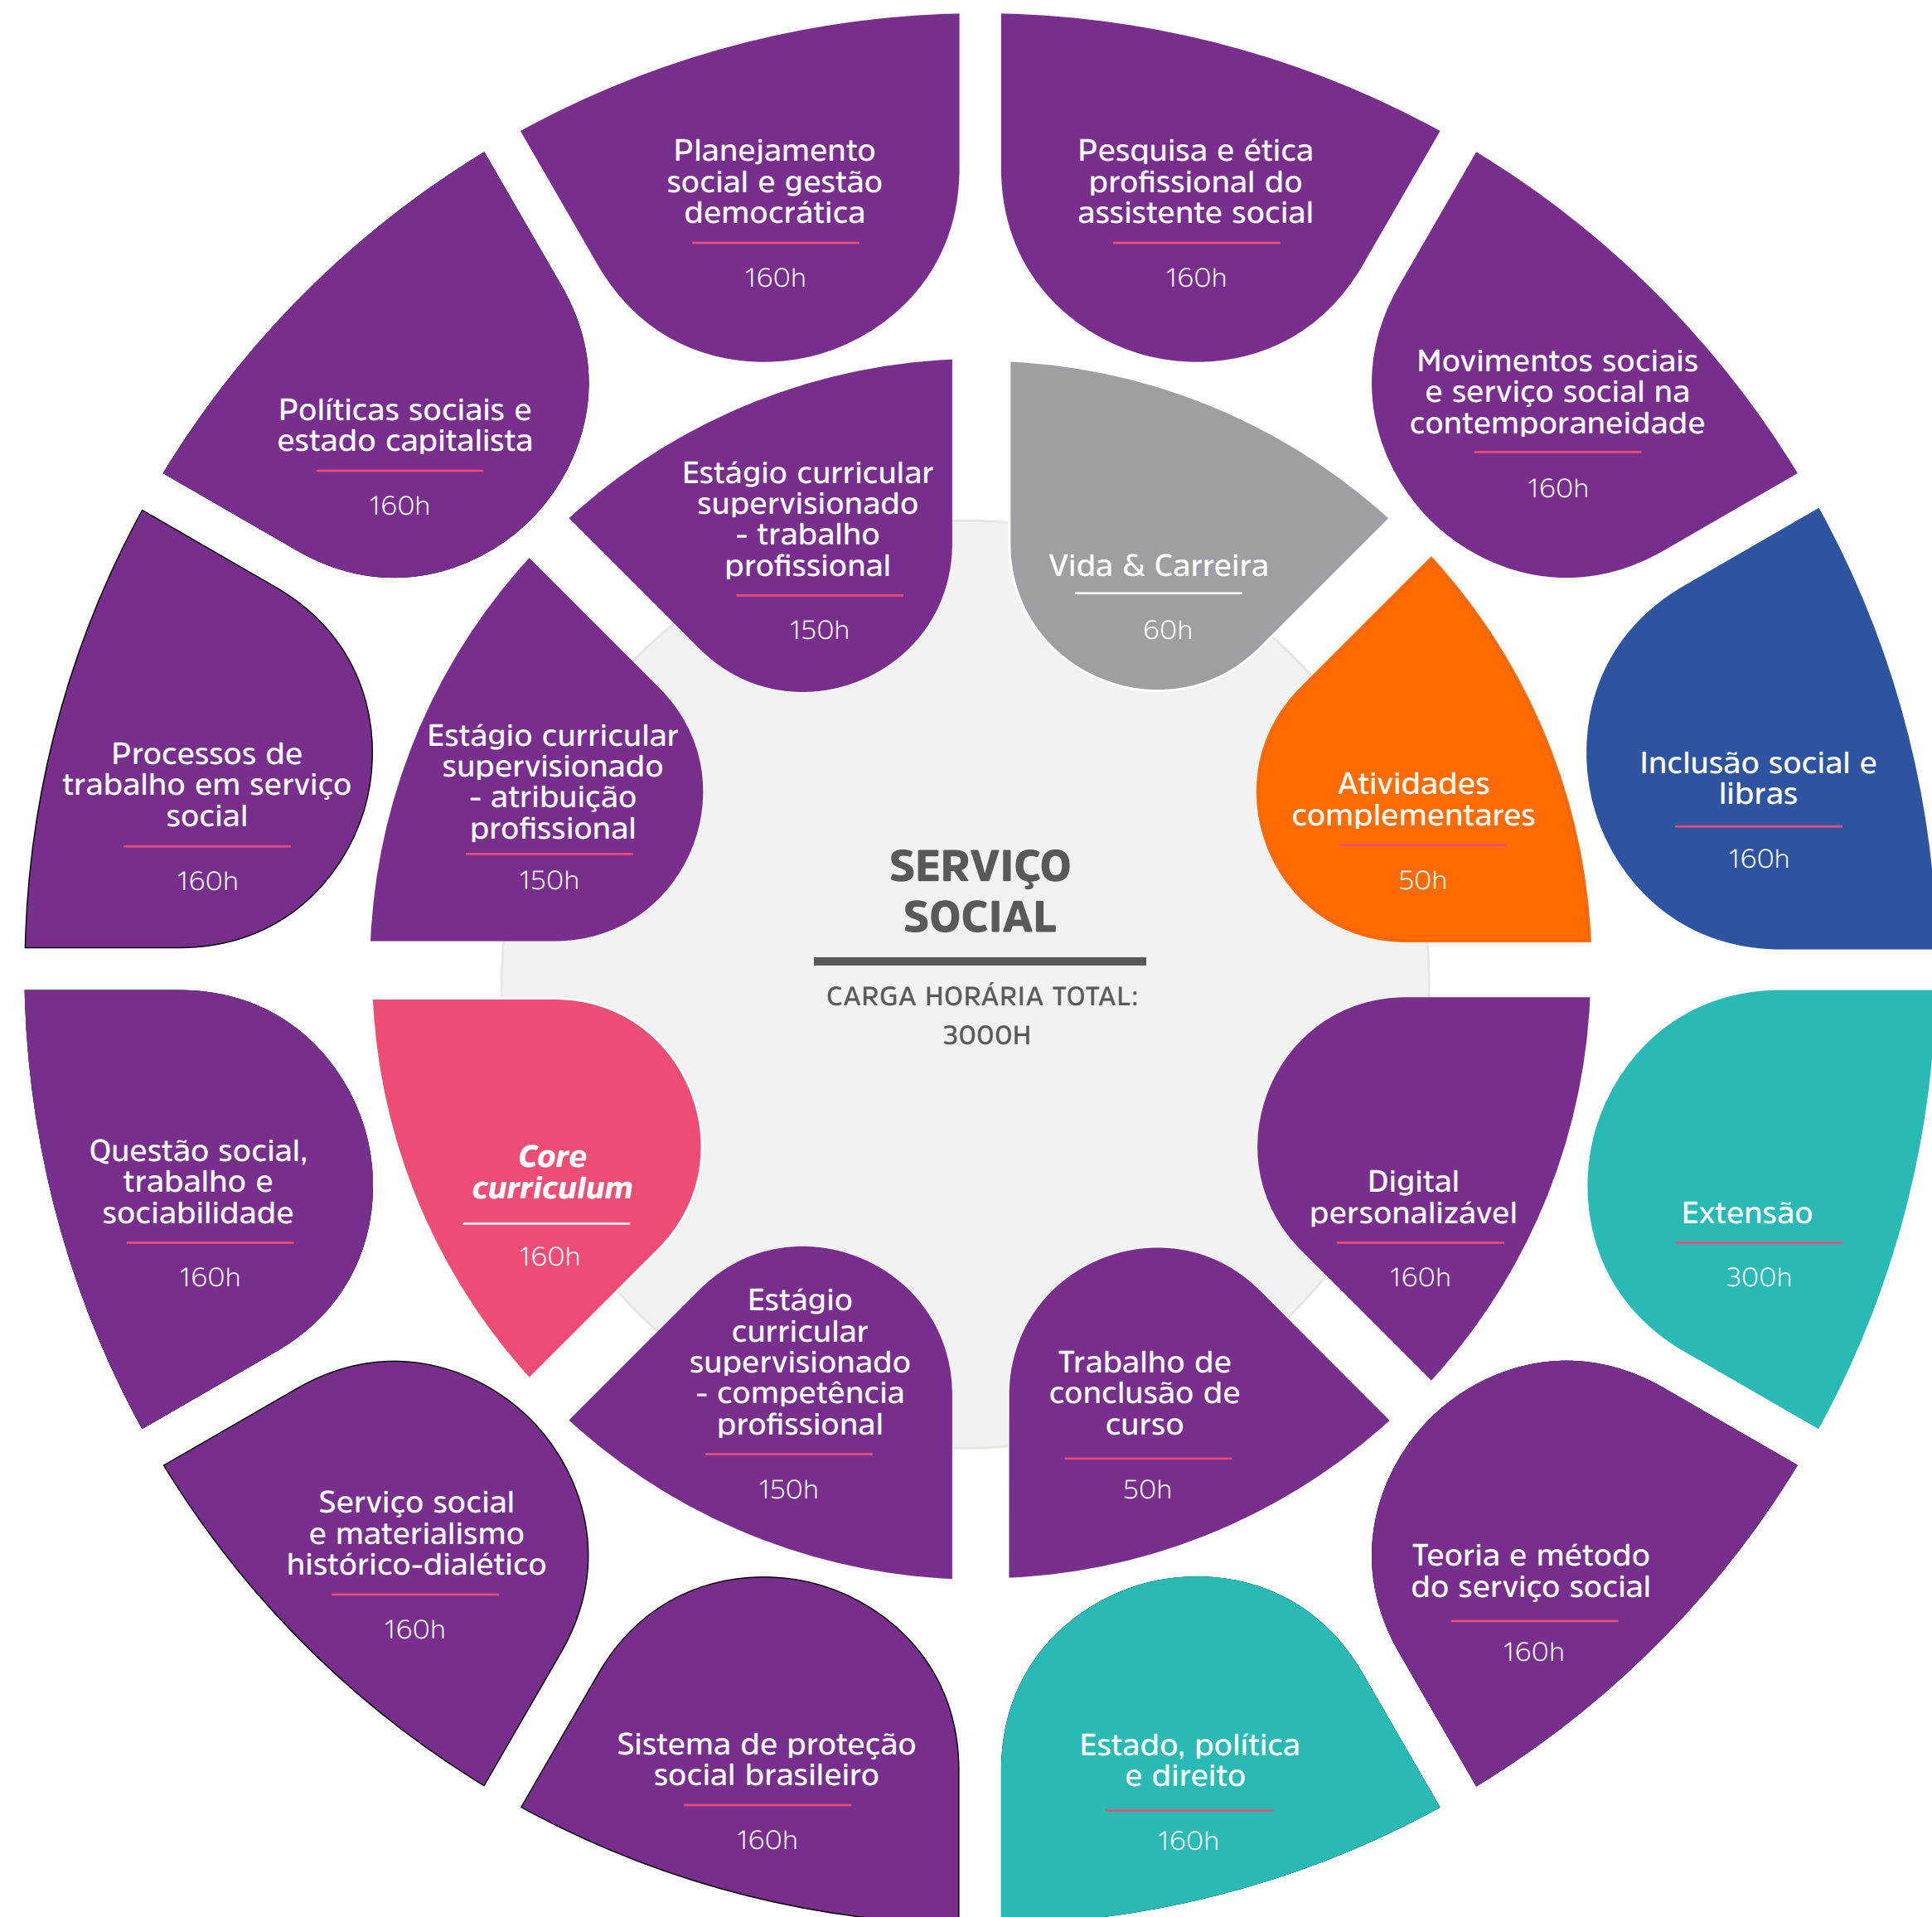 Planejamento
social e gestão
democrática
160h
Pesquisa e ética
profissional do
assistente social
160h
Movimentos sociais
e serviço social na
contemporaneidade
160h
Políticas sociais e
estado capitalista
160h
Estágio curricular
supervisionado
- trabalho
profissional
150h
Vida & Carreira
60h
Processos de
trabalho em serviço
social
160h
Estágio curricular
supervisionado
- atribuição
profissional
150h
Atividades
complementares
50h
Inclusão social e
libras
160h
SERVIÇO
SOCIAL
CARGA HORÁRIA TOTAL:
3000H
Questão social,
trabalho e
sociabilidade
160h
Core
curriculum
160h
Digital
personalizável
160h
Extensão
300h
Estágio
curricular
supervisionado
- competência
profissional
150h
Trabalho de
conclusão de
curso
50h
Serviço social
e materialismo
histórico-dialético
160h
Teoria e método
do serviço social
160h
Sistema de proteção
social brasileiro
160h
Estado, política
e direito
160h